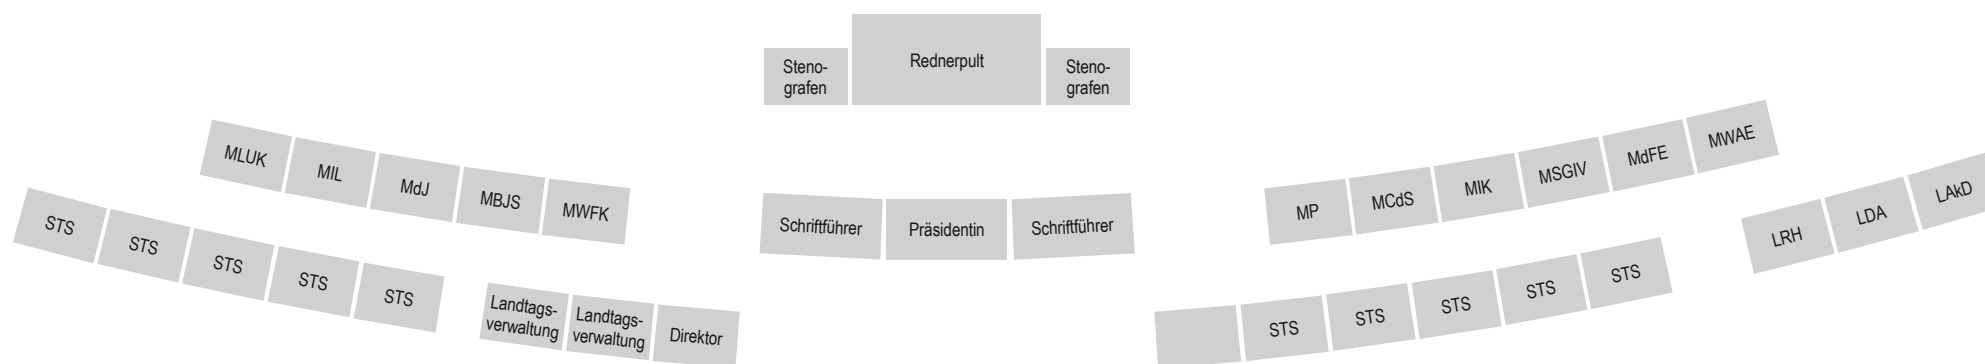 Rednerpult
Steno-
grafen
Steno-
grafen
MLUK
MIL
MdJ
MBJS
MWFK
MP
MCdS
MIK
MSGIV
MdFE
MWAE
Schriftführer
Präsidentin
Schriftführer
LRH
LDA
LAkD
STS
STS
STS
STS
STS
Landtags-
verwaltung
Landtags-
verwaltung
Direktor
STS
STS
STS
STS
STS